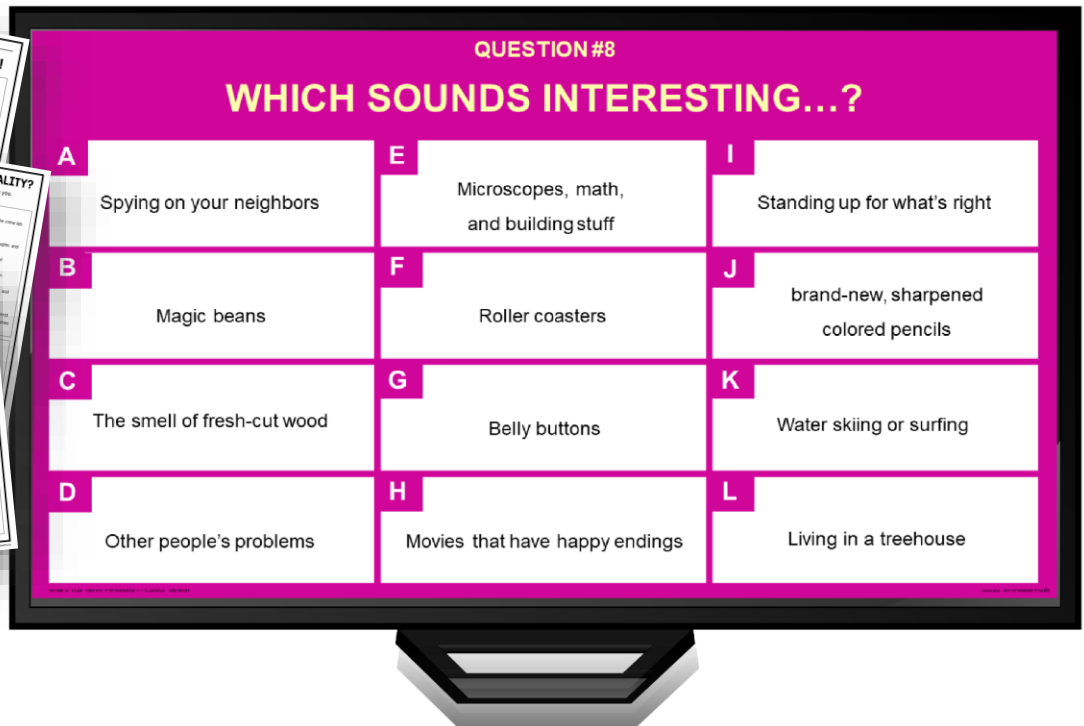 QUESTION #8
WHICH SOUNDS INTERESTING...?
A
Spying on your neighbors
B
Magic beans
C
The smell of fresh-cut wood
D
Other people's problems
E
Microscopes, math,
and building stuff
F
Roller coasters
G
Belly buttons
H
Movies that have happy endings
I
Standing up for what's right
J
brand-new, sharpened
colored pencils
K
Water skiing or surfing
L
Living in a treehouse